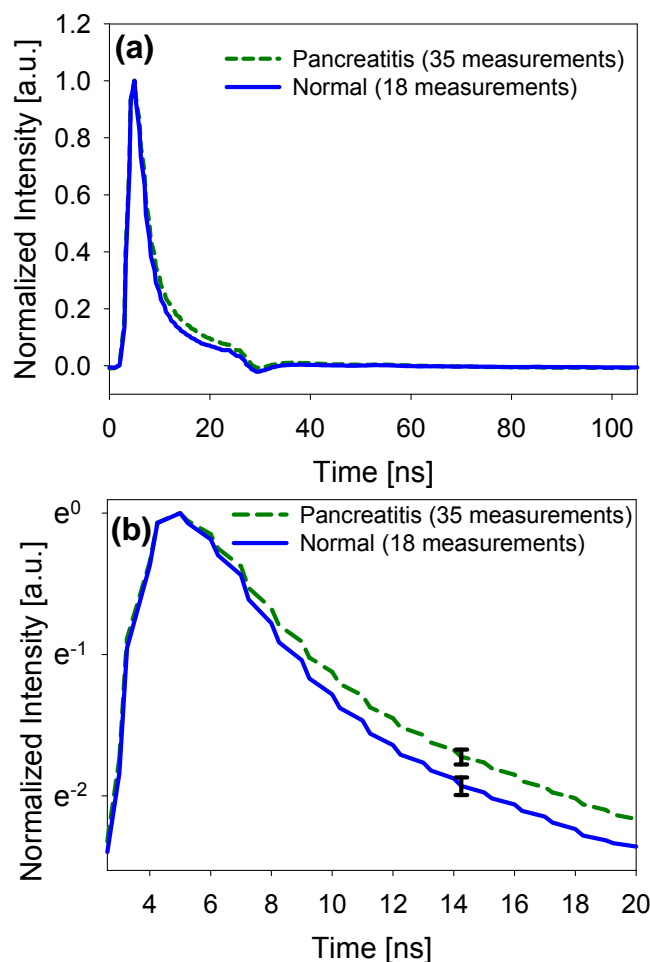 (a)
Pancreatitis (35 measurements)
Normal (18 measurements)
Normalized Intensity [a.u.]
1.2
1.0
0.8
0.6
0.4
0.2
0.0
0 20 40 60 80 100
Time [ns]
(b)
Pancreatitis (35 measurements)
Normal (18 measurements)
Normalized Intensity [a.u.]
e⁰
e⁻¹
e⁻²
4 6 8 10 12 14 16 18 20
Time [ns]